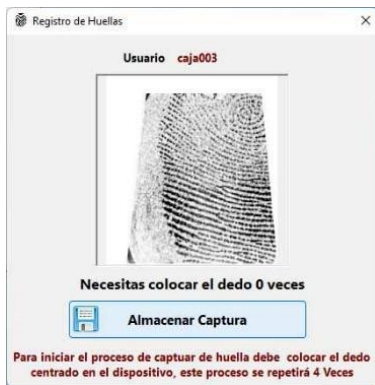 Registro de Huellas
Usuario caja003
Necesitas colocar el dedo 0 veces
Almacenar Captura
Para iniciar el proceso de captuar de huella debe colocar el dedo
centrado en el dispositivo, este proceso se repetirá 4 Veces